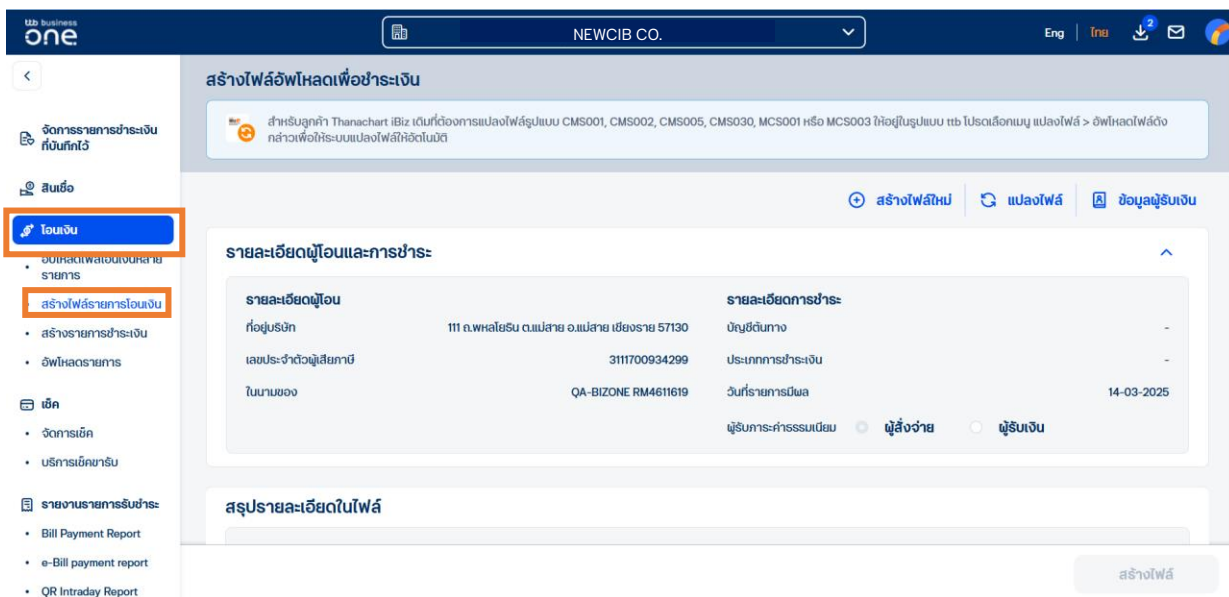 ttb business
one
NEWCIB CO.
Eng | ไทย
2
สร้างไฟล์อัพโหลดเพื่อชำระเงิน
สำหรับลูกค้า Thanachart iBiz เดิมที่ต้องการแปลงไฟล์รูปแบบ CMS001, CMS002, CMS005, CMS030, MCS001 หรือ MCS003 ให้อยู่ในรูปแบบ ttb โปรดเลือกเมนู แปลงไฟล์ > อัพโหลดไฟล์ดัง
กล่าวเพื่อให้ระบบแปลงไฟล์ให้อัตโนมัติ
จัดการรายการชำระเงิน
ที่บันทึกไว้
สินเชื่อ
โอนเงิน
อัปโหลดไฟล์โอนเงินหลาย
รายการ
สร้างไฟล์รายการโอนเงิน
สร้างรายการชำระเงิน
อัพโหลดรายการ
เช็ค
จัดการเช็ค
บริการเช็คขารับ
รายงานรายการรับชำระ
Bill Payment Report
e-Bill payment report
QR Intraday Report
สร้างไฟล์ใหม่
แปลงไฟล์
ข้อมูลผู้รับเงิน
รายละเอียดผู้โอนและการชำระ
รายละเอียดผู้โอน
ที่อยู่บริษัท 111 ถ.พหลโยธิน ต.แม่สาย อ.แม่สาย เชียงราย 57130
เลขประจำตัวผู้เสียภาษี 3111700934299
ในนามของ QA-BIZONE RM4611619
รายละเอียดการชำระ
บัญชีต้นทาง -
ประเภทการชำระเงิน -
วันที่รายการมีผล 14-03-2025
ผู้รับภาระค่าธรรมเนียม ผู้สั่งจ่าย ผู้รับเงิน
สรุปรายละเอียดในไฟล์
สร้างไฟล์